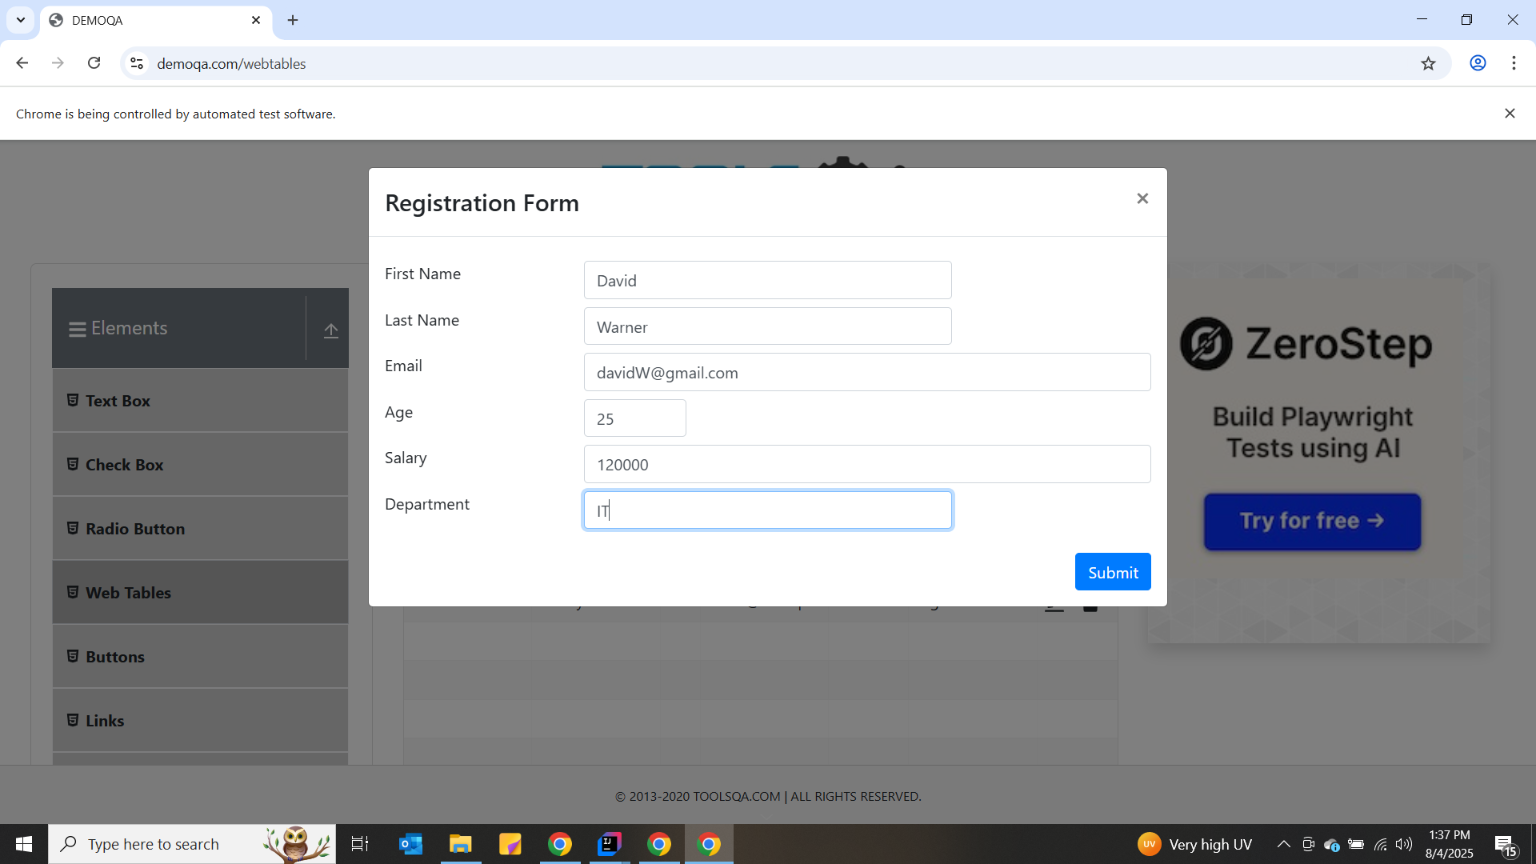 DEMOQA
demoqa.com/webtables
Chrome is being controlled by automated test software.
Registration Form
First Name
David
Last Name
Warner
Email
davidW@gmail.com
Age
25
Salary
120000
Department
IT
Submit
Elements
Text Box
Check Box
Radio Button
Web Tables
Buttons
Links
ZeroStep
Build Playwright
Tests using AI
Try for free →
© 2013-2020 TOOLSQA.COM | ALL RIGHTS RESERVED.
Type here to search
UV
Very high UV
1:37 PM
8/4/2025
15